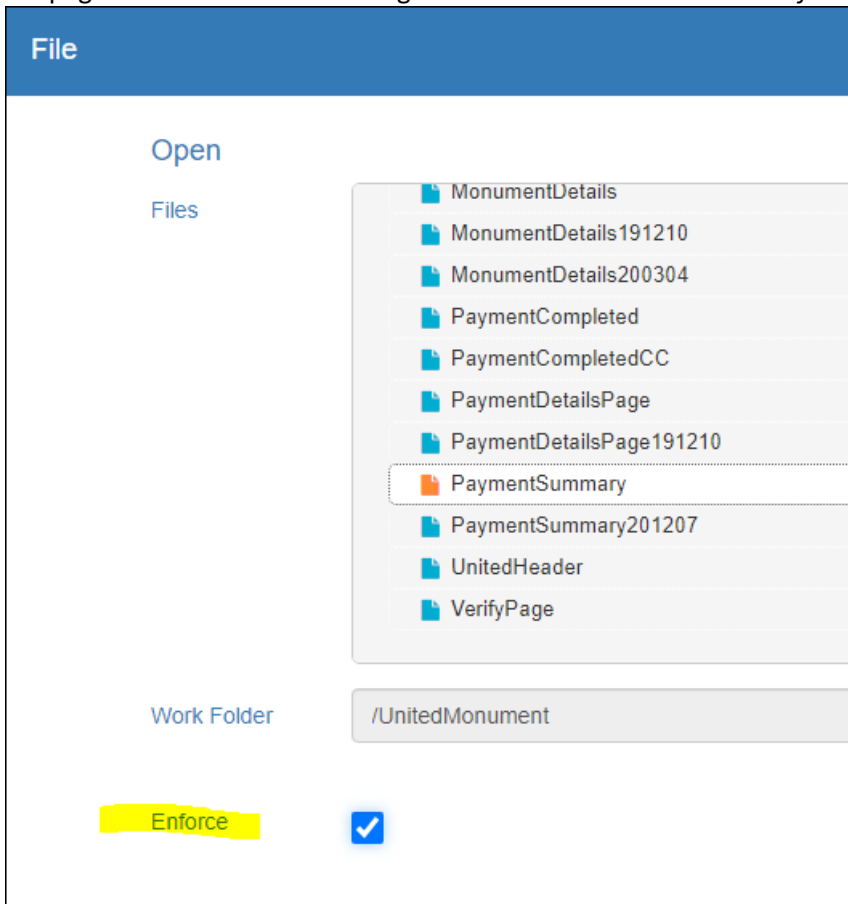 File
Open
Files
MonumentDetails
MonumentDetails191210
MonumentDetails200304
PaymentCompleted
PaymentCompletedCC
PaymentDetailsPage
PaymentDetailsPage191210
PaymentSummary
PaymentSummary201207
UnitedHeader
VerifyPage
Work Folder /UnitedMonument
Enforce